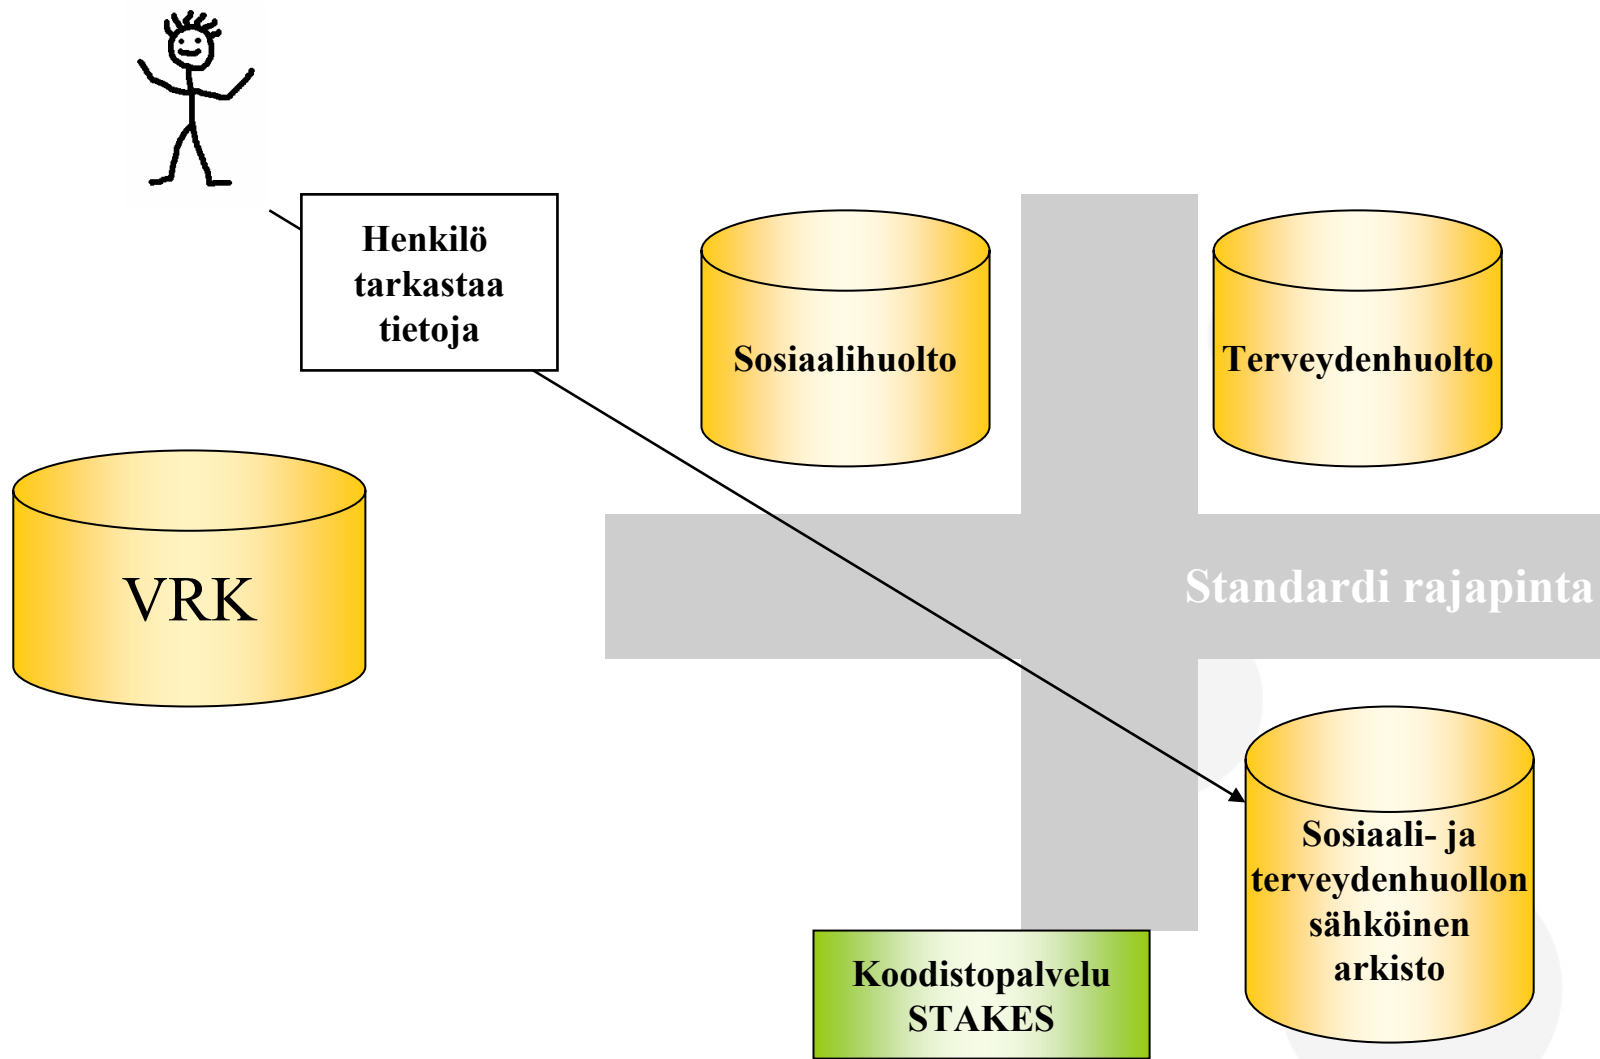 Henkilö
tarkastaa
tietoja
Sosiaalihuolto
Terveydenhuolto
VRK
Standardi rajapinta
Sosiaali- ja
terveydenhuollon
sähköinen
arkisto
Koodistopalvelu
STAKES